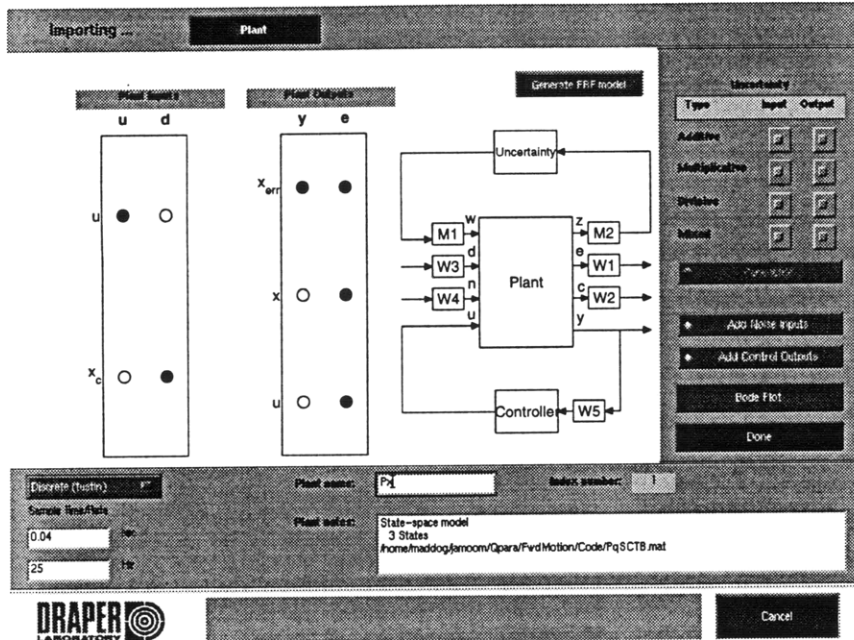 Importing ... Plant
Plant Inputs Plant Outputs Generate FRF model
u d y e
u
x_c
x_err
x
u
Uncertainty
M1 w z M2
W3 d e W1
Plant
W4 n c W2
u y
Controller W5
Uncertainty
Type Input Output
Additive
Multiplicative
Divisive
Mixed
Add Noise Inputs
Add Control Outputs
Bode Plot
Done
Discrete (tustin) Plant name: Px Index number: 1
Sample Time/Rate
0.04 sec
25 Hz
Plant notes: State-space model
3 States
/home/maddog/jamoom/Qpara/FwdMotion/Code/PqSCTB.mat
DRAPER
LABORATORY
Cancel